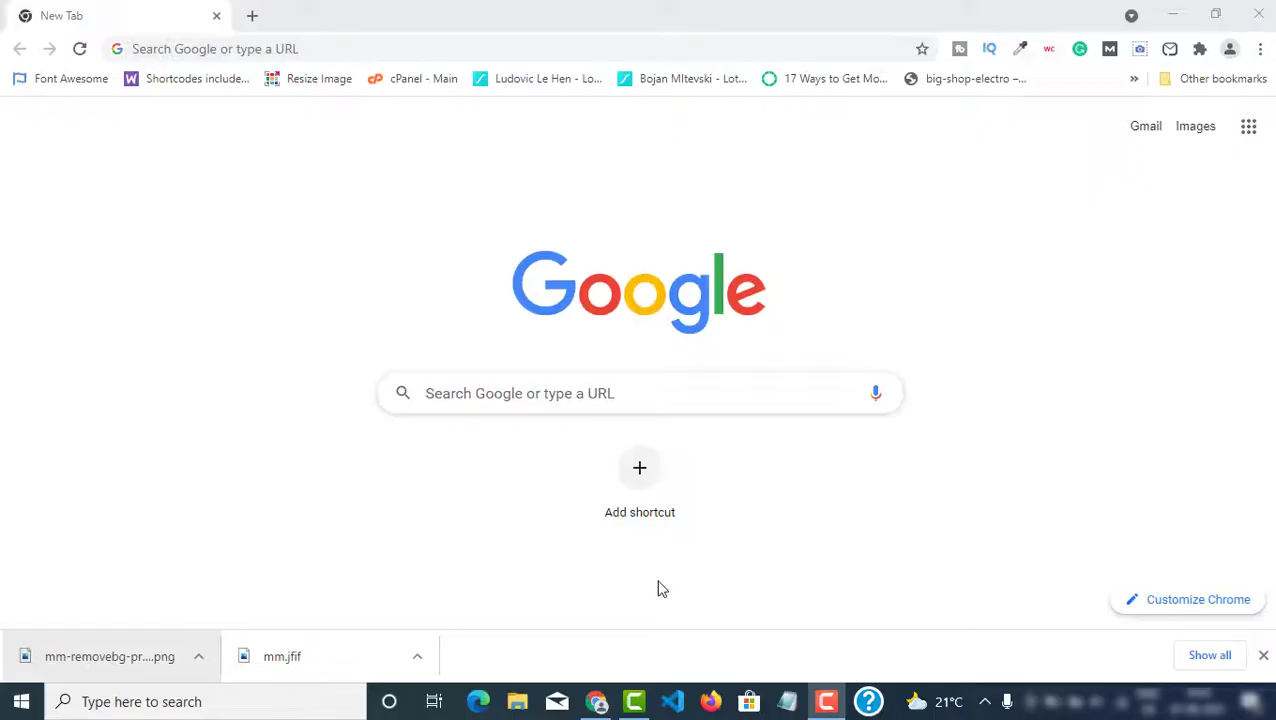 New Tab
Search Google or type a URL
Font Awesome
Shortcodes include...
Resize Image
cPanel - Main
Ludovic Le Hen - Lo...
Bojan Mltevski - Lot...
17 Ways to Get Mo...
big-shop-electro –...
Other bookmarks
Gmail
Images
Google
Search Google or type a URL
Add shortcut
Customize Chrome
mm-removebg-pr....png
mm.jfif
Show all
Type here to search
21°C